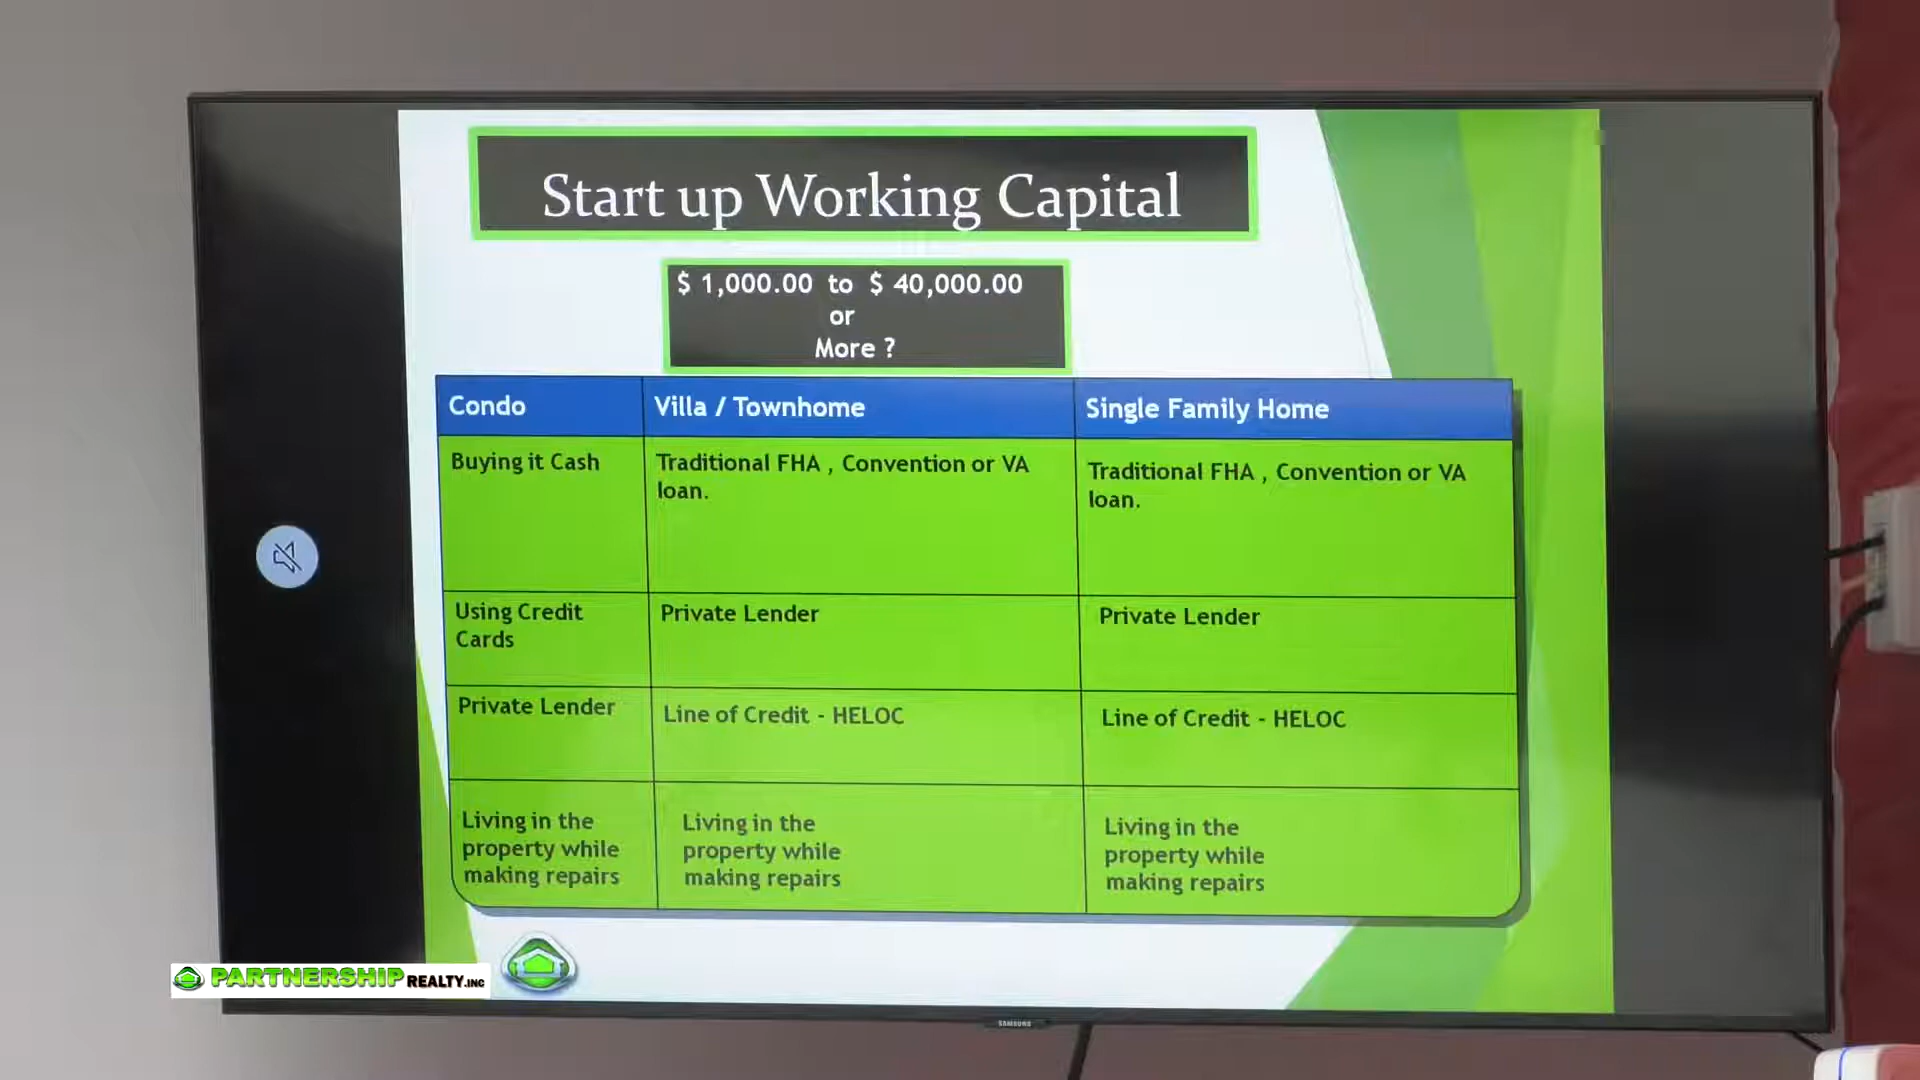 Start up Working Capital
$ 1,000.00 to $ 40,000.00
or
More ?
Condo
Villa / Townhome
Single Family Home
Buying it Cash
Traditional FHA , Convention or VA
loan.
Traditional FHA , Convention or VA
loan.
Using Credit
Cards
Private Lender
Private Lender
Private Lender
Line of Credit - HELOC
Line of Credit - HELOC
Living in the
property while
making repairs
Living in the
property while
making repairs
Living in the
property while
making repairs
PARTNERSHIP REALTY.INC
SAMSUNG